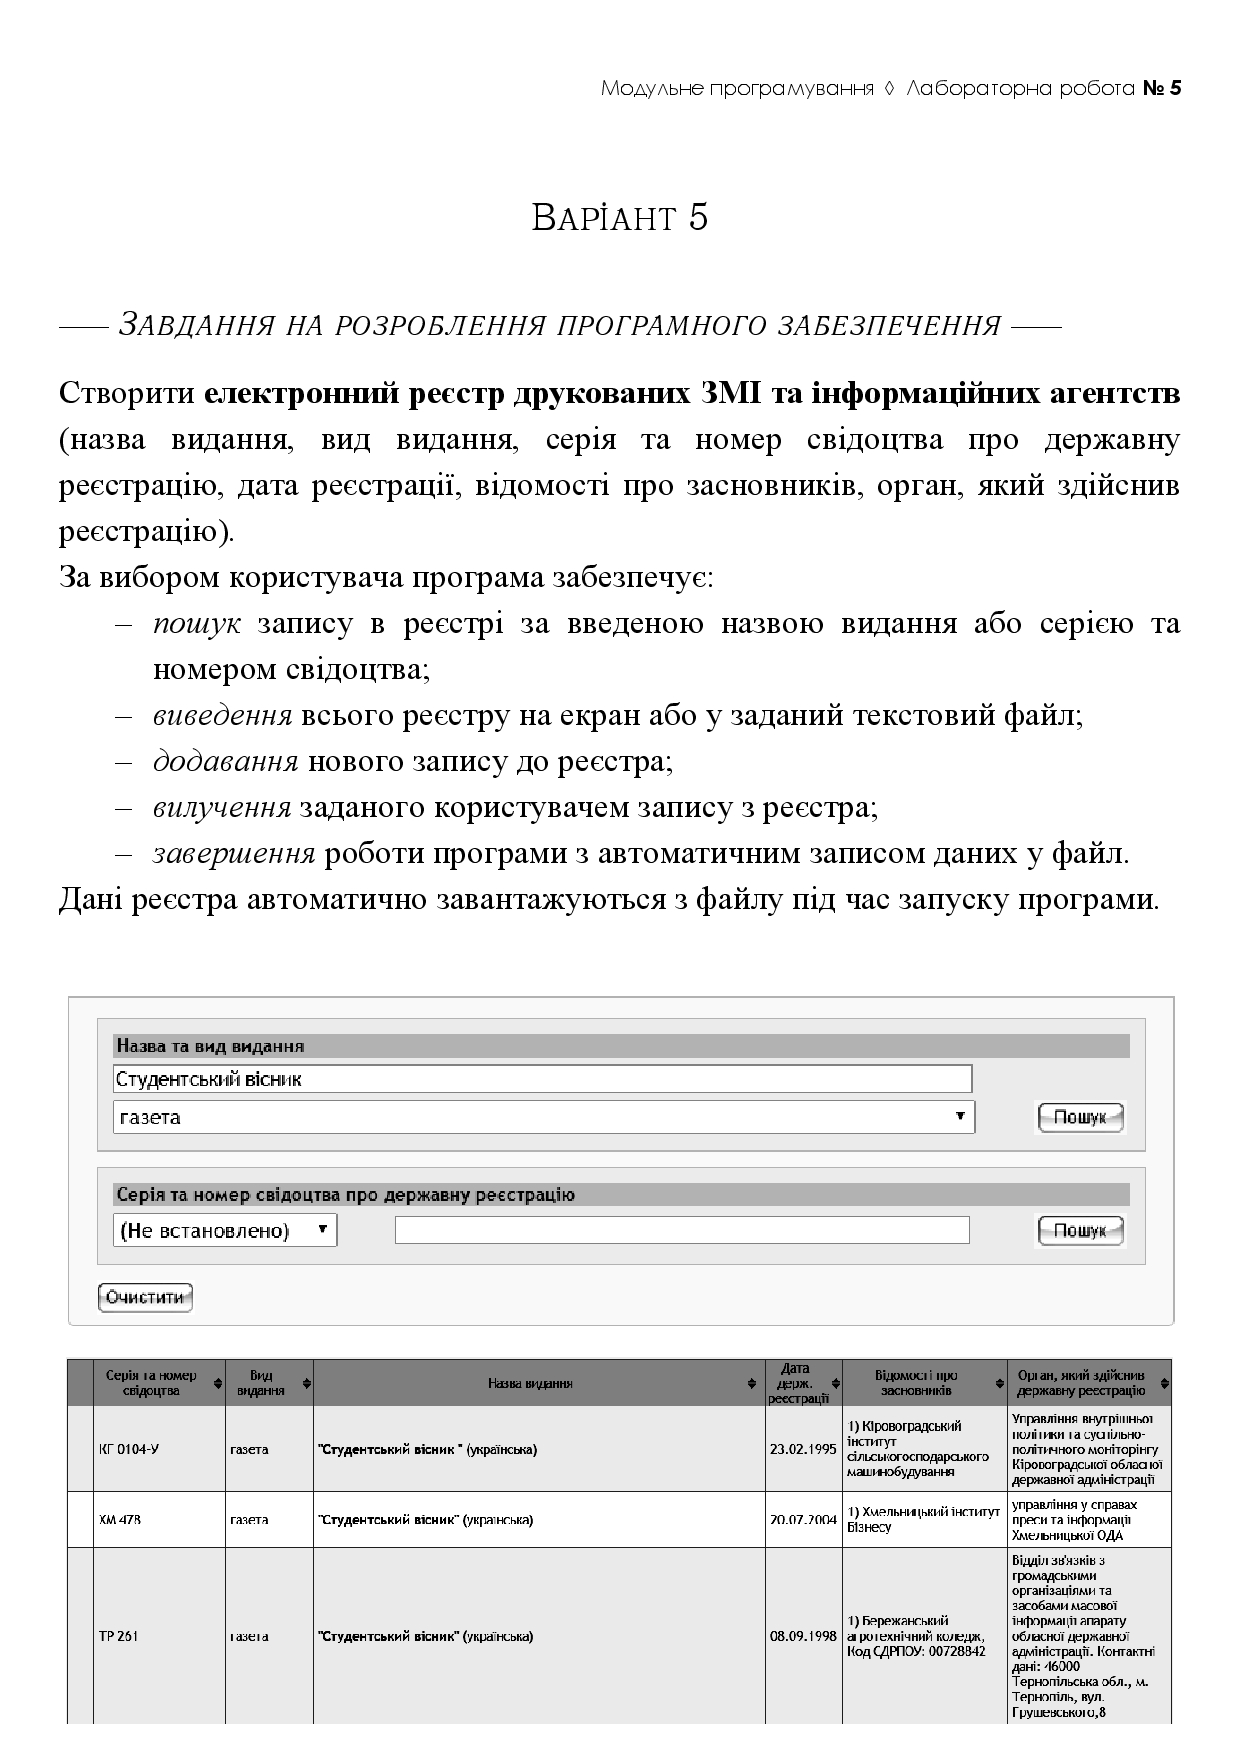 Модульне програмування ◊ Лабораторна робота № 5
ВАРІАНТ 5
ЗАВДАННЯ НА РОЗРОБЛЕННЯ ПРОГРАМНОГО ЗАБЕЗПЕЧЕННЯ
Створити електронний реєстр друкованих ЗМІ та інформаційних агентств
(назва видання, вид видання, серія та номер свідоцтва про державну
реєстрацію, дата реєстрації, відомості про засновників, орган, який здійснив
реєстрацію).
За вибором користувача програма забезпечує:
– пошук запису в реєстрі за введеною назвою видання або серією та
номером свідоцтва;
– виведення всього реєстру на екран або у заданий текстовий файл;
– додавання нового запису до реєстра;
– вилучення заданого користувачем запису з реєстра;
– завершення роботи програми з автоматичним записом даних у файл.
Дані реєстра автоматично завантажуються з файлу під час запуску програми.
Назва та вид видання
Студентський вісник
газета
Пошук
Серія та номер свідоцтва про державну реєстрацію
(Не встановлено)
Пошук
Очистити
Серія та номер
свідоцтва
Вид
видання
Назва видання
Дата
держ.
реєстрації
Відомості про
засновників
Орган, який здійснив
державну реєстрацію
КГ 0104-У
газета
"Студентський вісник " (українська)
23.02.1995
1) Кіровоградський
інститут
сільськогосподарського
машинобудування
Управління внутрішньої
політики та суспільно-
політичного моніторінгу
Кіровоградської обласної
державної адміністрації
ХМ 478
газета
"Студентський вісник" (українська)
20.07.2004
1) Хмельницький інститут
Бізнесу
управління у справах
преси та інформації
Хмельницької ОДА
ТР 261
газета
"Студентський вісник" (українська)
08.09.1998
1) Бережанський
агротехнічний коледж,
Код ЄДРПОУ: 00728842
Відділ зв'язків з
громадськими
організаціями та
засобами масової
інформації апарату
обласної державної
адміністрації. Контактні
дані: 46000
Тернопільська обл., м.
Тернопіль, вул.
Грушевського,8